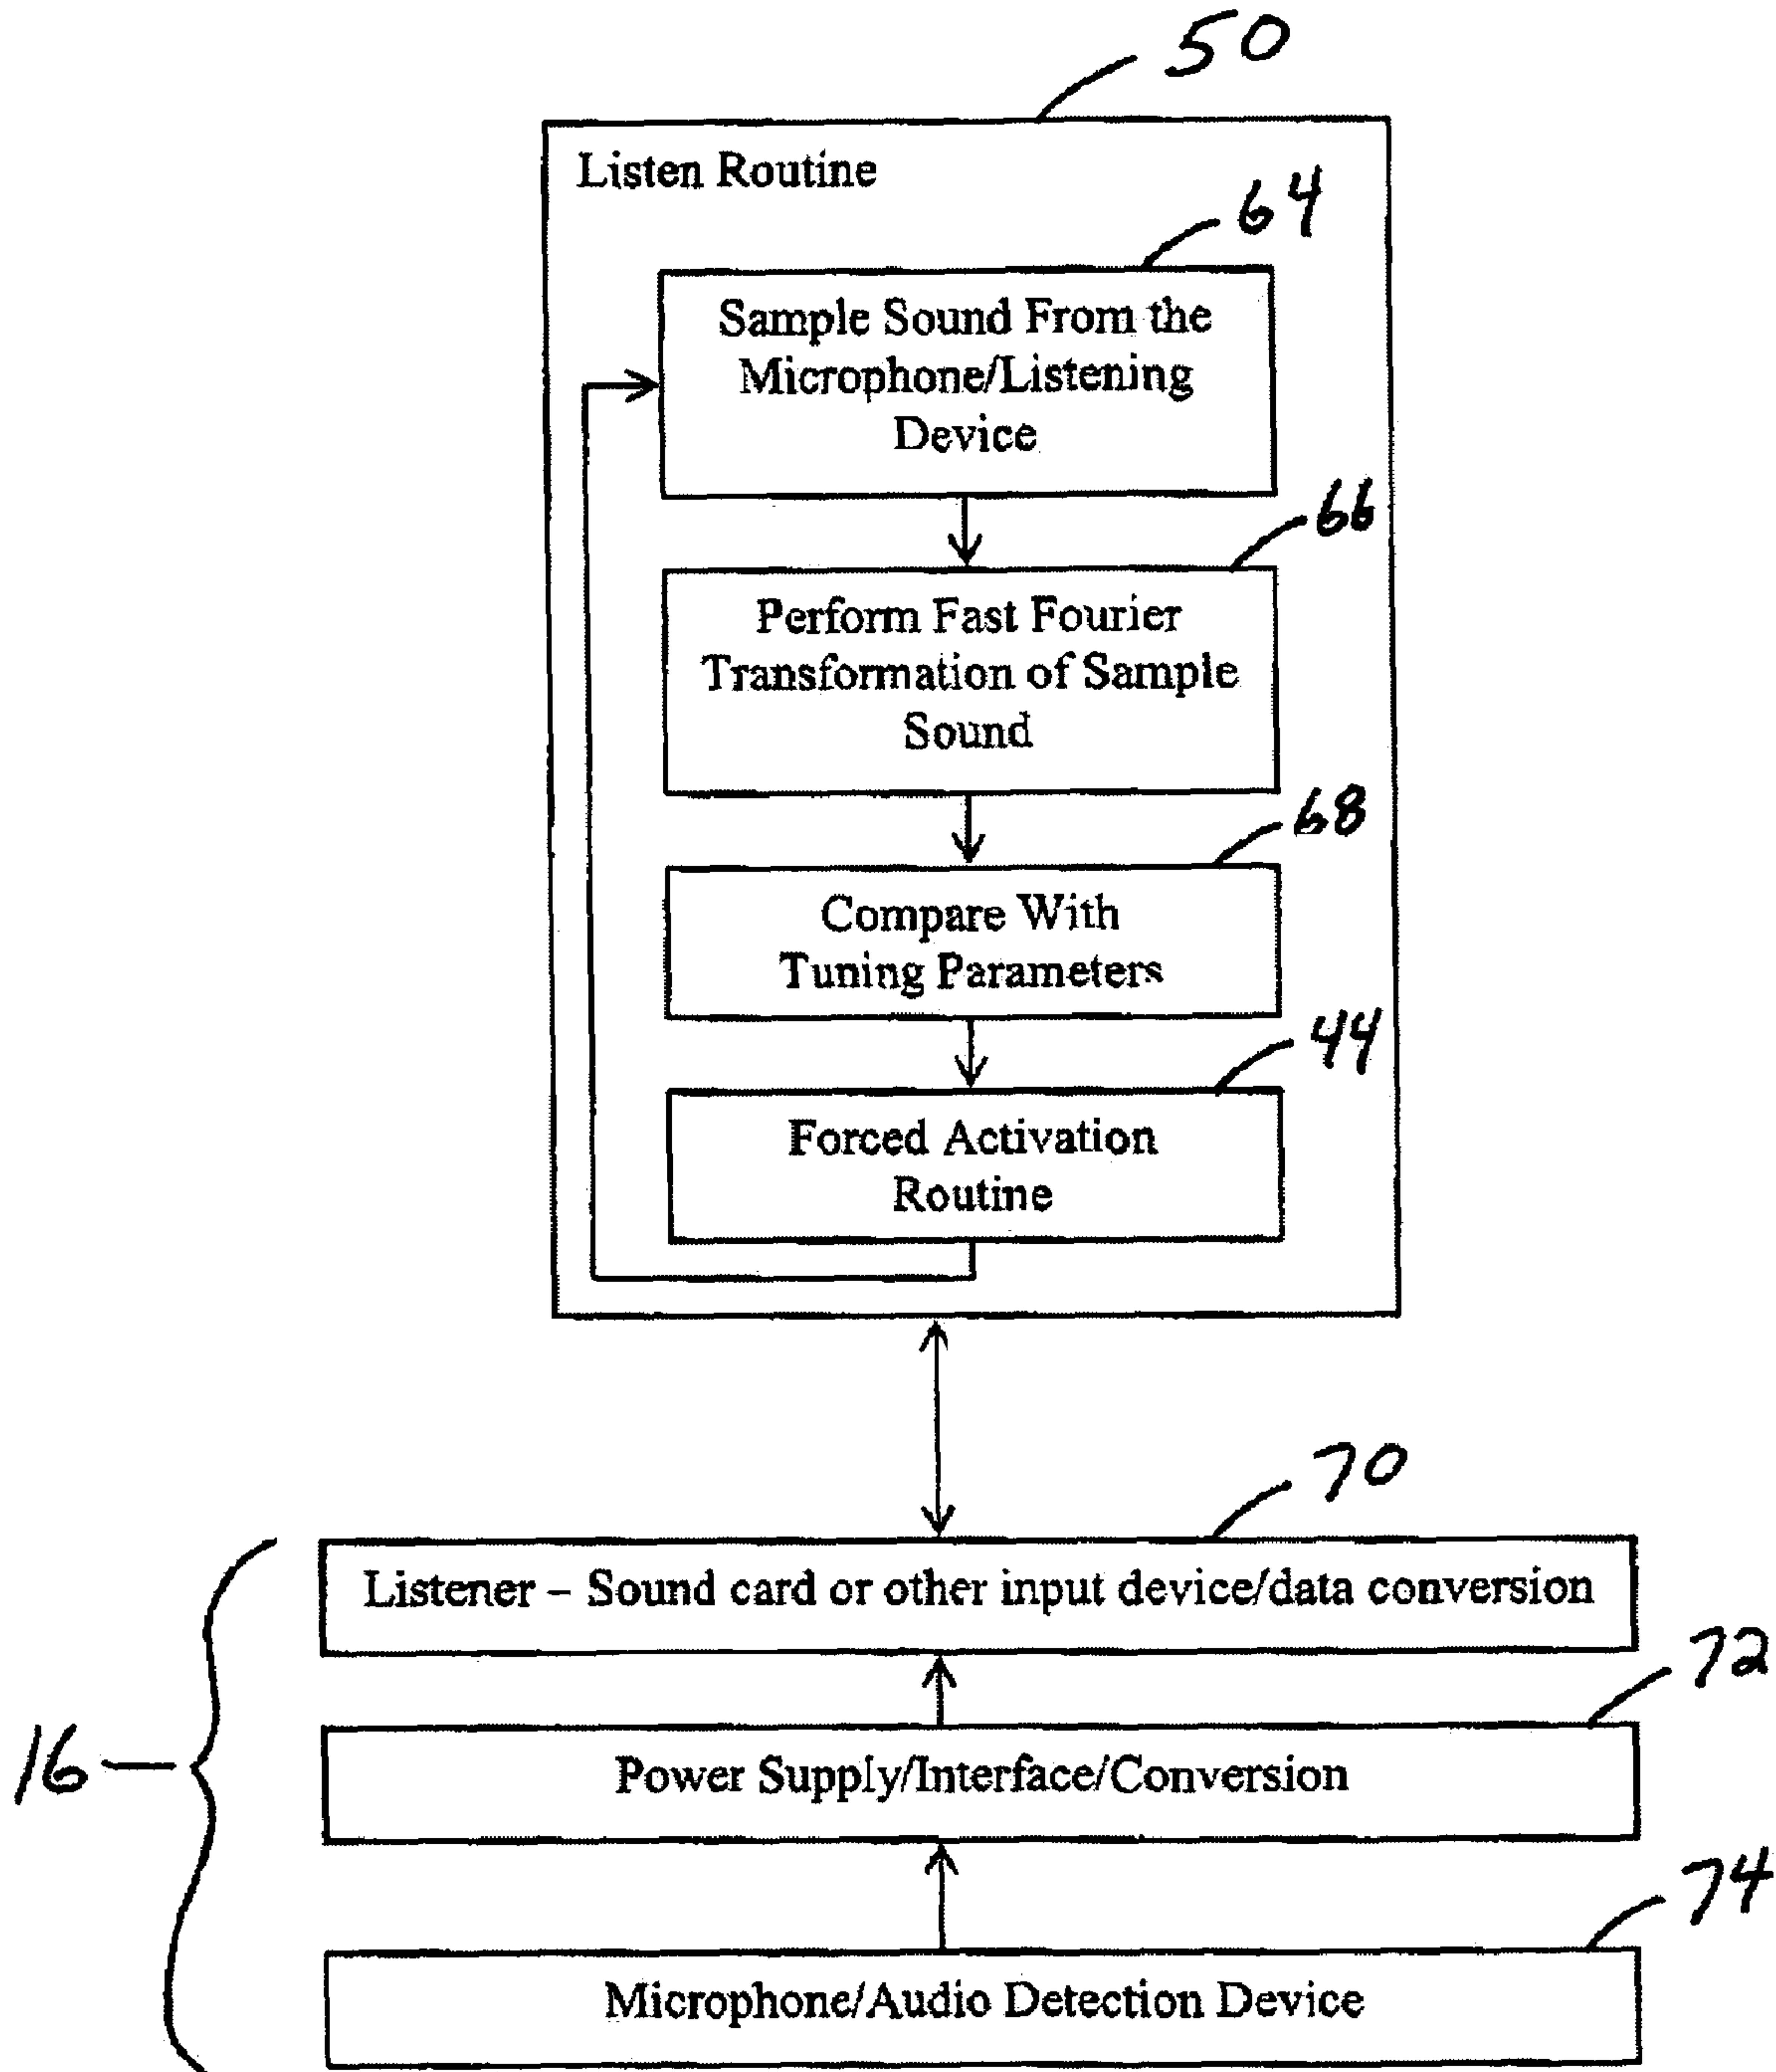 50
Listen Routine
64
Sample Sound From the
Microphone/Listening
Device
66
Perform Fast Fourier
Transformation of Sample
Sound
68
Compare With
Tuning Parameters
44
Forced Activation
Routine
70
Listener – Sound card or other input device/data conversion
72
16
Power Supply/Interface/Conversion
74
Microphone/Audio Detection Device